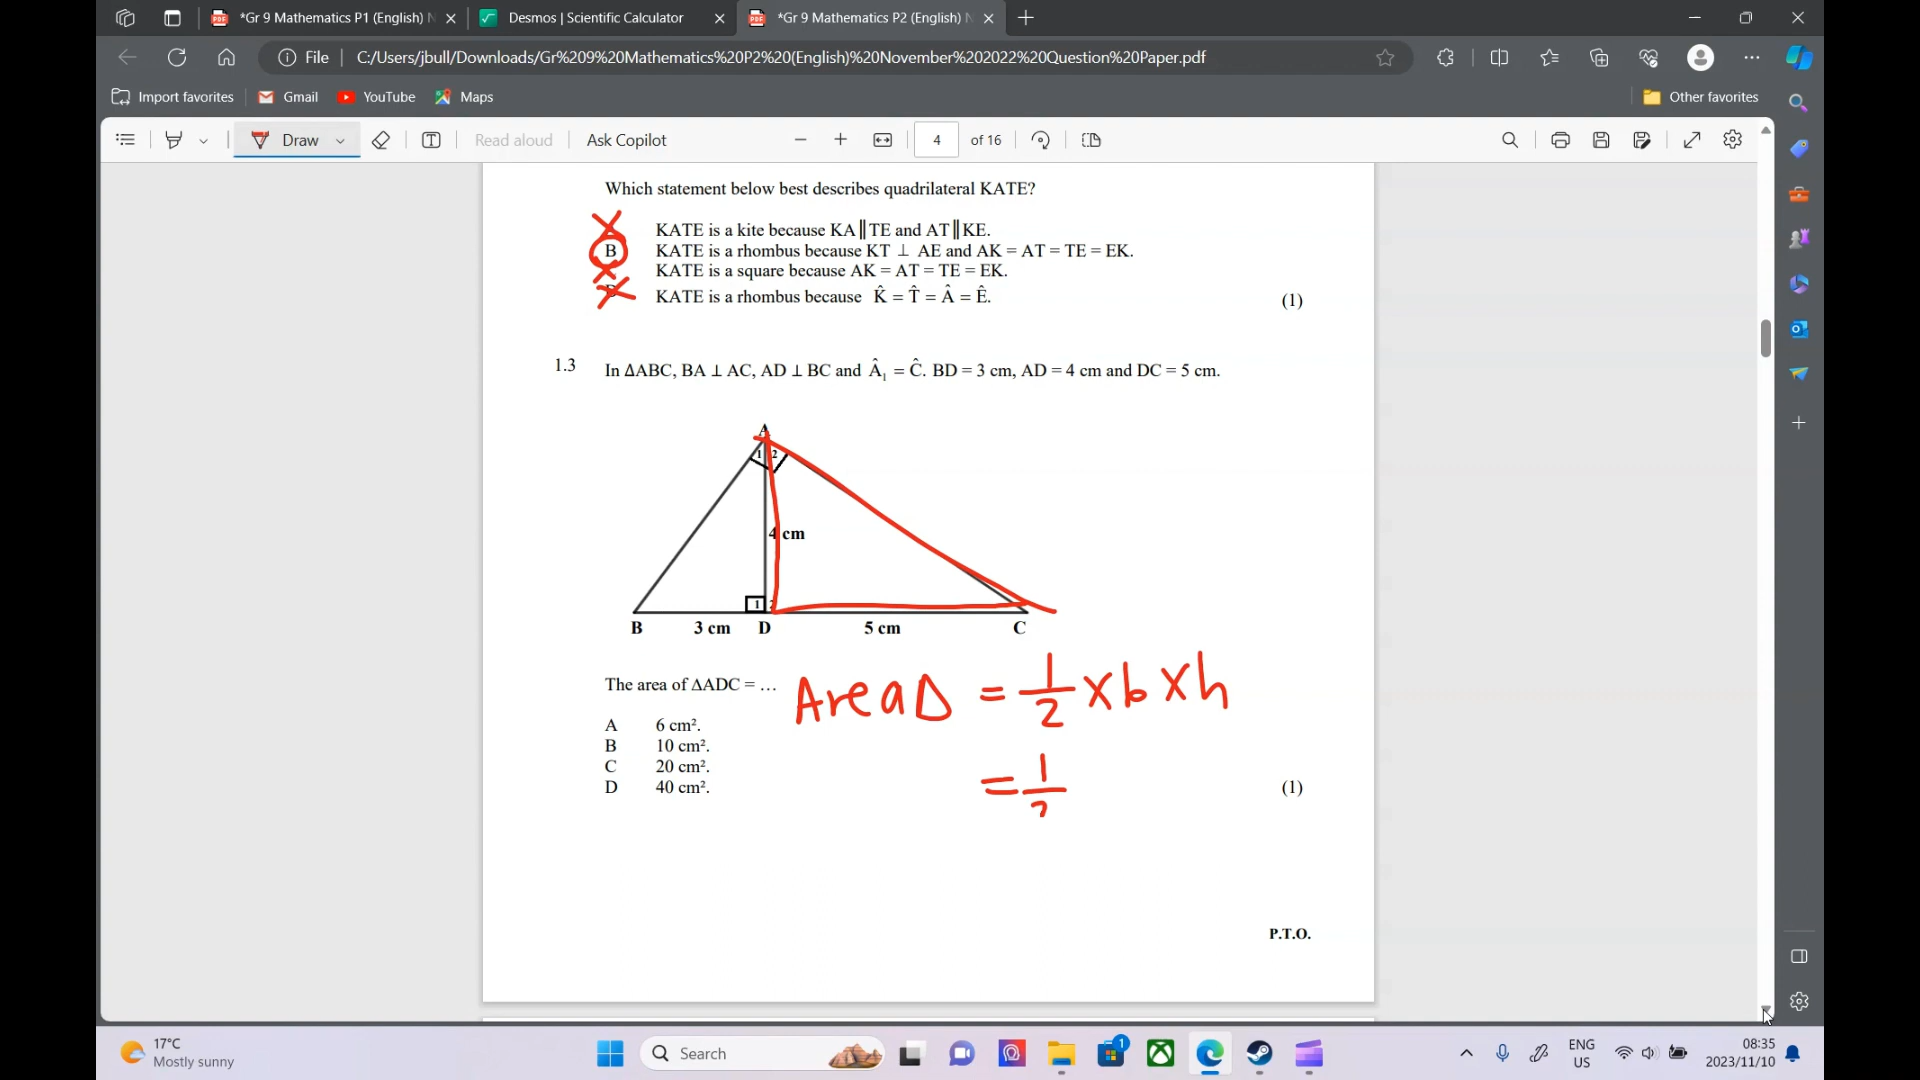 *Gr 9 Mathematics P1 (English) N
Desmos | Scientific Calculator
*Gr 9 Mathematics P2 (English) N
File
C:/Users/jbull/Downloads/Gr%209%20Mathematics%20P2%20(English)%20November%202022%20Question%20Paper.pdf
Import favorites
Gmail
YouTube
Maps
Other favorites
Draw
Read aloud
Ask Copilot
4 of 16
Which statement below best describes quadrilateral KATE?
KATE is a kite because KA∥TE and AT∥KE.
B KATE is a rhombus because KT ⊥ AE and AK = AT = TE = EK.
KATE is a square because AK = AT = TE = EK.
D KATE is a rhombus because K̂ = T̂ = Â = Ê.
(1)
1.3 In ΔABC, BA ⊥ AC, AD ⊥ BC and Â₁ = Ĉ. BD = 3 cm, AD = 4 cm and DC = 5 cm.
A
1 2
4 cm
1 2
B 3 cm D 5 cm C
The area of ΔADC = …
Area Δ = 1/2 × b × h
A 6 cm².
B 10 cm².
C 20 cm².
D 40 cm².
= 1/2
(1)
P.T.O.
17°C
Mostly sunny
Search
1
ENG
US
08:35
2023/11/10